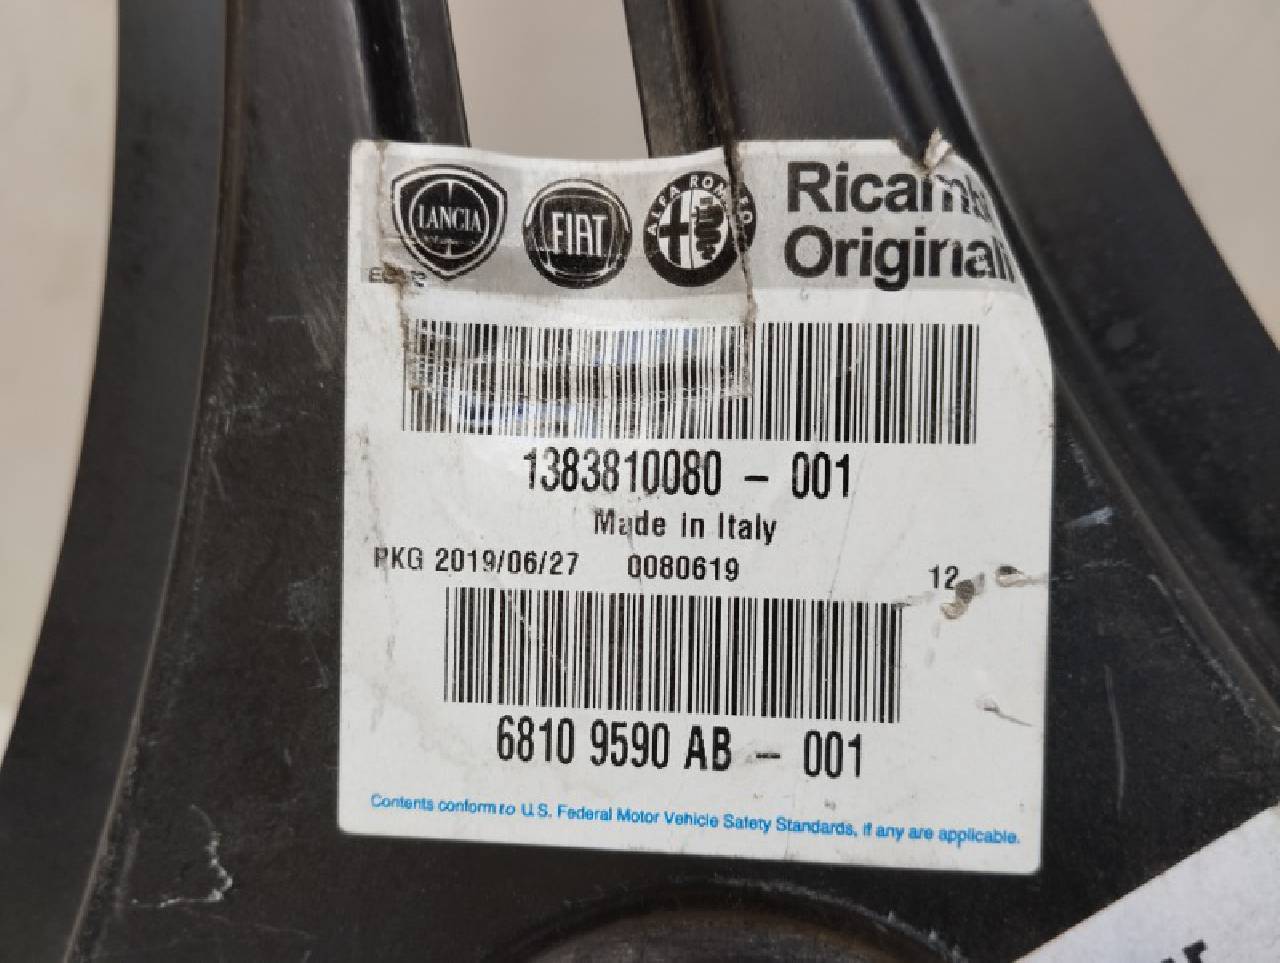 LANCIA FIAT ALFA ROMEO Ricambi
Originali
1383810080 - 001
Made in Italy
PKG 2019/06/27 0080619 12
6810 9590 AB - 001
Contents conform to U.S. Federal Motor Vehicle Safety Standards, if any are applicable.